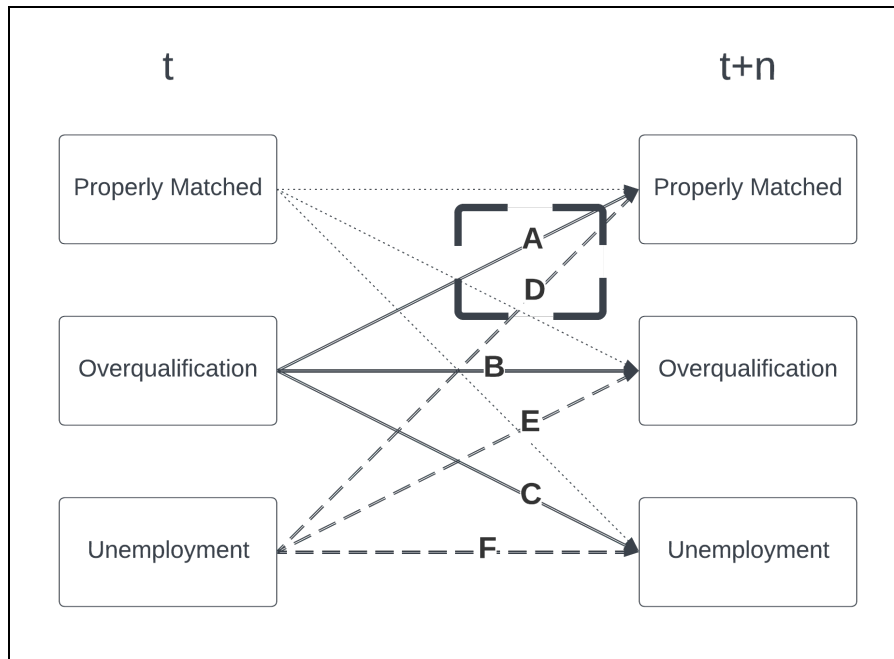 t
t+n
Properly Matched
Properly Matched
A
D
Overqualification
B
Overqualification
E
C
Unemployment
F
Unemployment